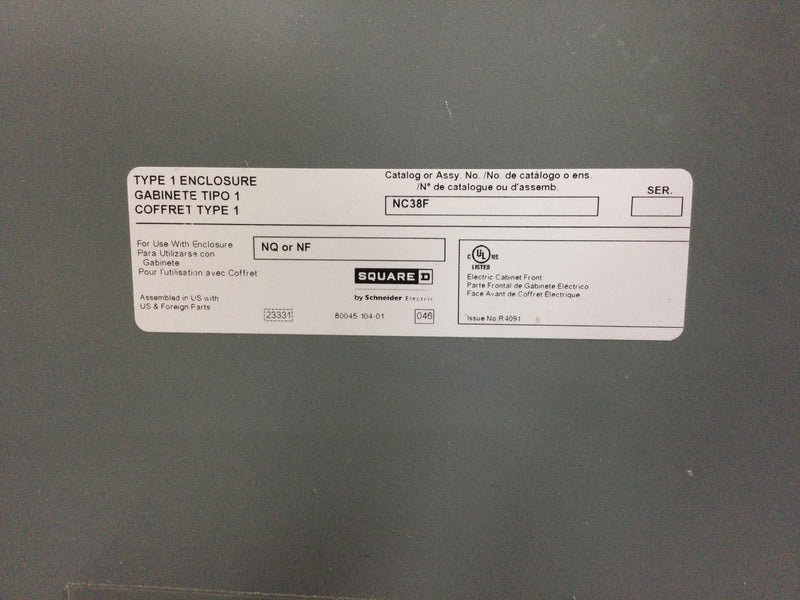 TYPE 1 ENCLOSURE
GABINETE TIPO 1
COFFRET TYPE 1
Catalog or Assy. No. /No. de catálogo o ens.
/N° de catalogue ou d'assemb.
NC38F
SER.
For Use With Enclosure
Para Utilizarse con
Gabinete
Pour l'utilisation avec Coffret
NQ or NF
SQUARE D
by Schneider Electric
Assembled in US with
US & Foreign Parts
23331
80045-104-01
046
C UL US
LISTED
Electric Cabinet Front
Parte Frontal de Gabinete Eléctrico
Face Avant de Coffret Électrique
Issue No.R4091